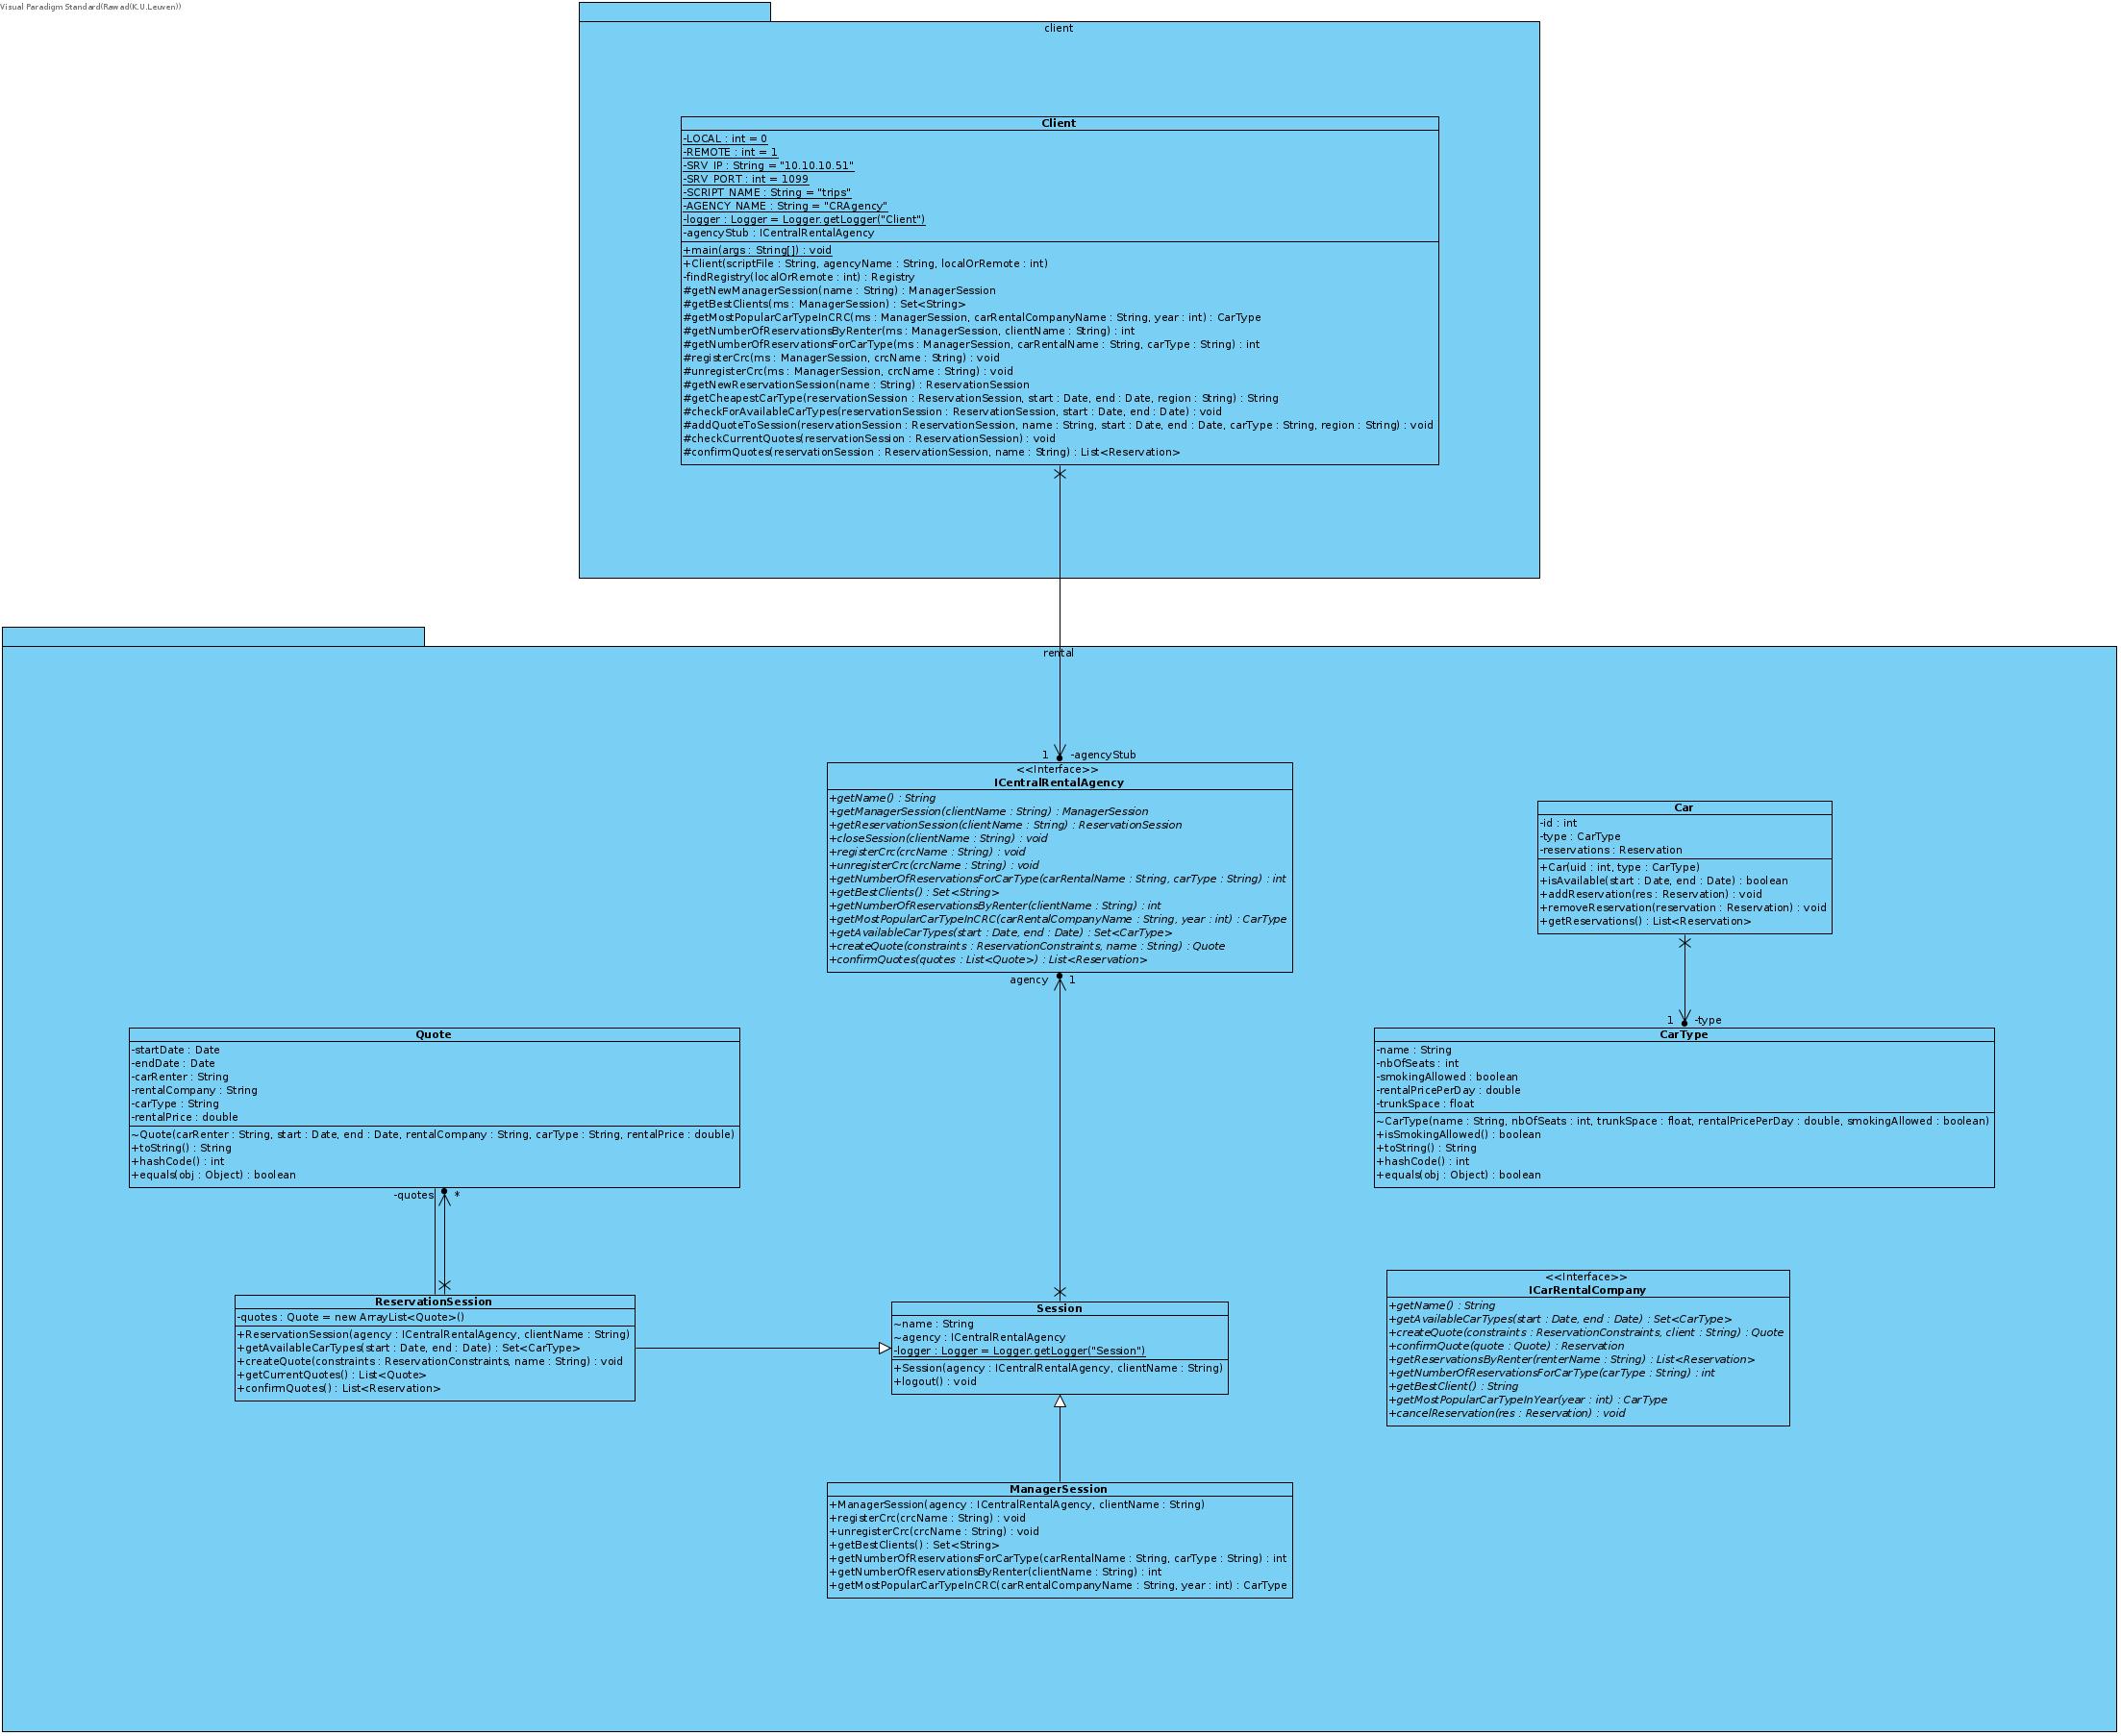 Visual Paradigm Standard(Rawad(K.U.Leuven))
client
Client
-LOCAL : int = 0
-REMOTE : int = 1
-SRV_IP : String = "10.10.10.51"
-SRV_PORT : int = 1099
-SCRIPT_NAME : String = "trips"
-AGENCY_NAME : String = "CRAgency"
-logger : Logger = Logger.getLogger("Client")
-agencyStub : ICentralRentalAgency
+main(args : String[]) : void
+Client(scriptFile : String, agencyName : String, localOrRemote : int)
-findRegistry(localOrRemote : int) : Registry
#getNewManagerSession(name : String) : ManagerSession
#getBestClients(ms : ManagerSession) : Set<String>
#getMostPopularCarTypeInCRC(ms : ManagerSession, carRentalCompanyName : String, year : int) : CarType
#getNumberOfReservationsByRenter(ms : ManagerSession, clientName : String) : int
#getNumberOfReservationsForCarType(ms : ManagerSession, carRentalName : String, carType : String) : int
#registerCrc(ms : ManagerSession, crcName : String) : void
#unregisterCrc(ms : ManagerSession, crcName : String) : void
#getNewReservationSession(name : String) : ReservationSession
#getCheapestCarType(reservationSession : ReservationSession, start : Date, end : Date, region : String) : String
#checkForAvailableCarTypes(reservationSession : ReservationSession, start : Date, end : Date) : void
#addQuoteToSession(reservationSession : ReservationSession, name : String, start : Date, end : Date, carType : String, region : String) : void
#checkCurrentQuotes(reservationSession : ReservationSession) : void
#confirmQuotes(reservationSession : ReservationSession, name : String) : List<Reservation>
rental
1 -agencyStub
<<Interface>>
ICentralRentalAgency
+getName() : String
+getManagerSession(clientName : String) : ManagerSession
+getReservationSession(clientName : String) : ReservationSession
+closeSession(clientName : String) : void
+registerCrc(crcName : String) : void
+unregisterCrc(crcName : String) : void
+getNumberOfReservationsForCarType(carRentalName : String, carType : String) : int
+getBestClients() : Set<String>
+getNumberOfReservationsByRenter(clientName : String) : int
+getMostPopularCarTypeInCRC(carRentalCompanyName : String, year : int) : CarType
+getAvailableCarTypes(start : Date, end : Date) : Set<CarType>
+createQuote(constraints : ReservationConstraints, name : String) : Quote
+confirmQuotes(quotes : List<Quote>) : List<Reservation>
agency 1
Car
-id : int
-type : CarType
-reservations : Reservation
+Car(uid : int, type : CarType)
+isAvailable(start : Date, end : Date) : boolean
+addReservation(res : Reservation) : void
+removeReservation(reservation : Reservation) : void
+getReservations() : List<Reservation>
1 -type
Quote
-startDate : Date
-endDate : Date
-carRenter : String
-rentalCompany : String
-carType : String
-rentalPrice : double
~Quote(carRenter : String, start : Date, end : Date, rentalCompany : String, carType : String, rentalPrice : double)
+toString() : String
+hashCode() : int
+equals(obj : Object) : boolean
-quotes *
CarType
-name : String
-nbOfSeats : int
-smokingAllowed : boolean
-rentalPricePerDay : double
-trunkSpace : float
~CarType(name : String, nbOfSeats : int, trunkSpace : float, rentalPricePerDay : double, smokingAllowed : boolean)
+isSmokingAllowed() : boolean
+toString() : String
+hashCode() : int
+equals(obj : Object) : boolean
ReservationSession
-quotes : Quote = new ArrayList<Quote>()
+ReservationSession(agency : ICentralRentalAgency, clientName : String)
+getAvailableCarTypes(start : Date, end : Date) : Set<CarType>
+createQuote(constraints : ReservationConstraints, name : String) : void
+getCurrentQuotes() : List<Quote>
+confirmQuotes() : List<Reservation>
Session
~name : String
~agency : ICentralRentalAgency
-logger : Logger = Logger.getLogger("Session")
+Session(agency : ICentralRentalAgency, clientName : String)
+logout() : void
<<Interface>>
ICarRentalCompany
+getName() : String
+getAvailableCarTypes(start : Date, end : Date) : Set<CarType>
+createQuote(constraints : ReservationConstraints, client : String) : Quote
+confirmQuote(quote : Quote) : Reservation
+getReservationsByRenter(renterName : String) : List<Reservation>
+getNumberOfReservationsForCarType(carType : String) : int
+getBestClient() : String
+getMostPopularCarTypeInYear(year : int) : CarType
+cancelReservation(res : Reservation) : void
ManagerSession
+ManagerSession(agency : ICentralRentalAgency, clientName : String)
+registerCrc(crcName : String) : void
+unregisterCrc(crcName : String) : void
+getBestClients() : Set<String>
+getNumberOfReservationsForCarType(carRentalName : String, carType : String) : int
+getNumberOfReservationsByRenter(clientName : String) : int
+getMostPopularCarTypeInCRC(carRentalCompanyName : String, year : int) : CarType